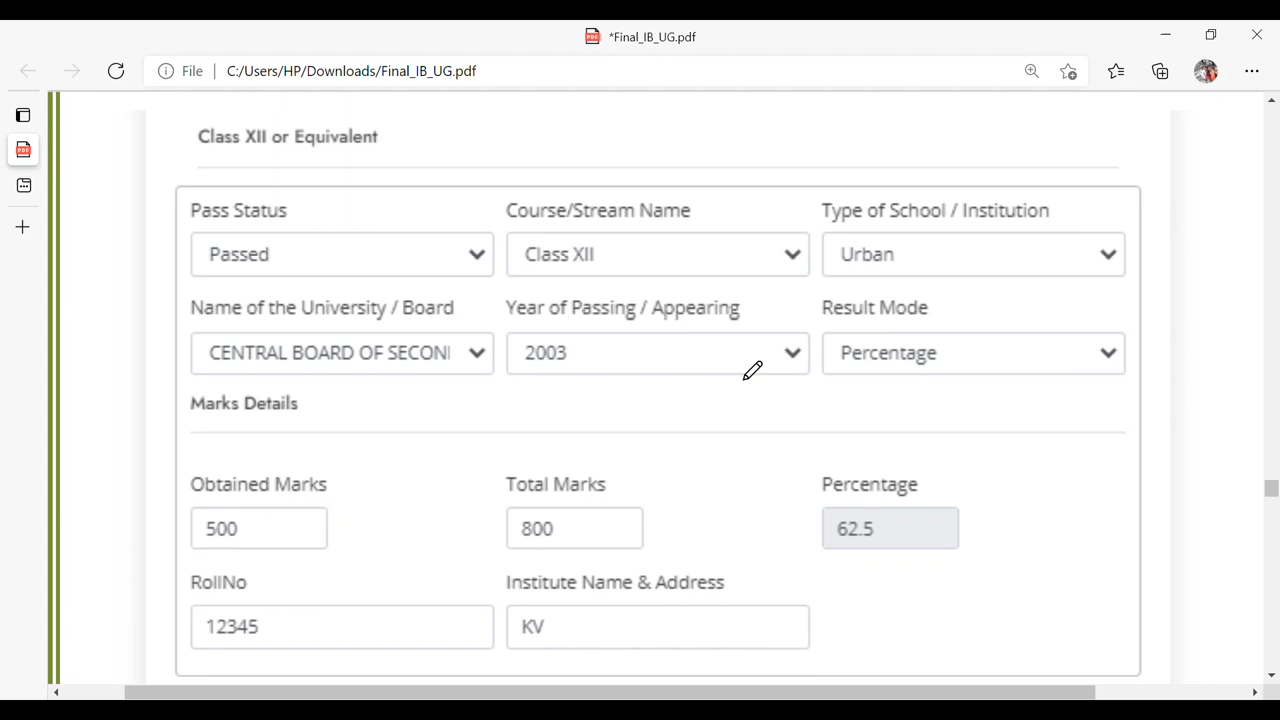 *Final_IB_UG.pdf
File | C:/Users/HP/Downloads/Final_IB_UG.pdf
Class XII or Equivalent
Pass Status Course/Stream Name Type of School / Institution
Passed Class XII Urban
Name of the University / Board Year of Passing / Appearing Result Mode
CENTRAL BOARD OF SECON 2003 Percentage
Marks Details
Obtained Marks Total Marks Percentage
500 800 62.5
RollNo Institute Name & Address
12345 KV